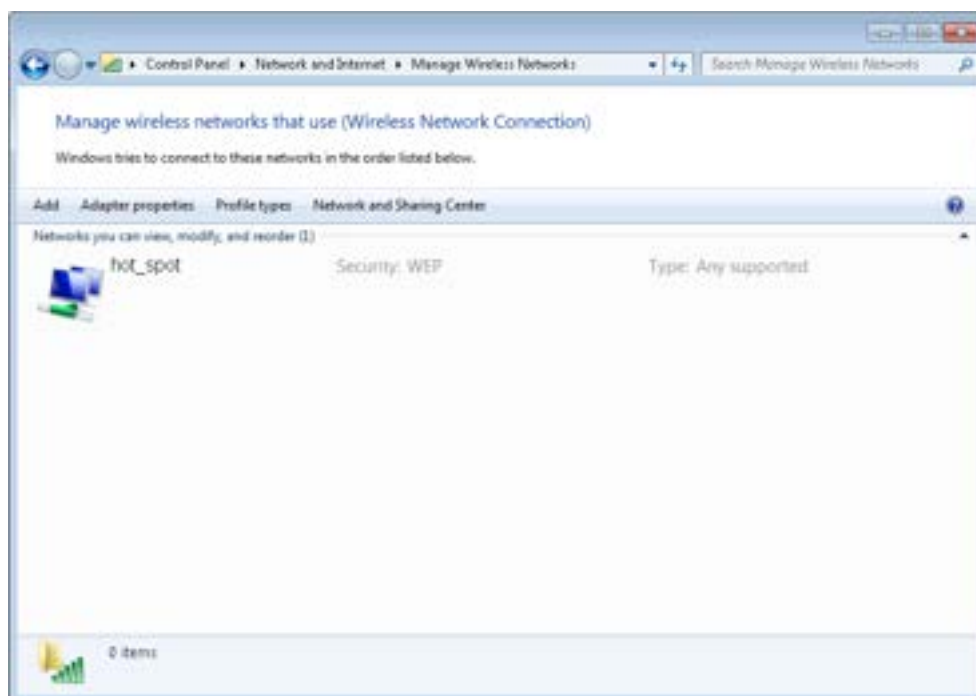 Control Panel Network and Internet Manage Wireless Networks Search Manage Wireless Networks
Manage wireless networks that use (Wireless Network Connection)
Windows tries to connect to these networks in the order listed below.
Add Adapter properties Profile types Network and Sharing Center
Networks you can view, modify, and reorder (1)
hot_spot Security: WEP Type: Any supported
0 items